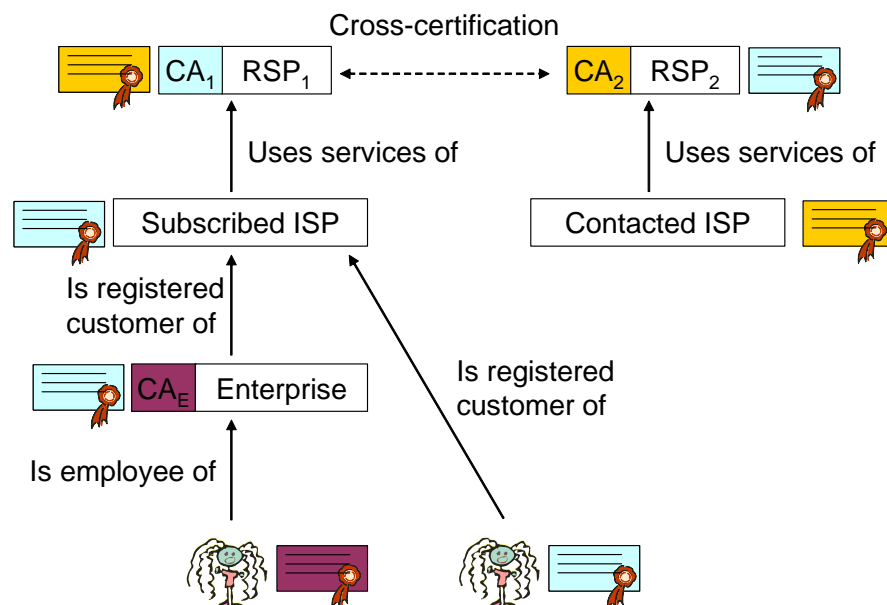 Cross-certification
CA₁ RSP₁
CA₂ RSP₂
Uses services of
Uses services of
Subscribed ISP
Contacted ISP
Is registered
customer of
CA_E Enterprise
Is registered
customer of
Is employee of